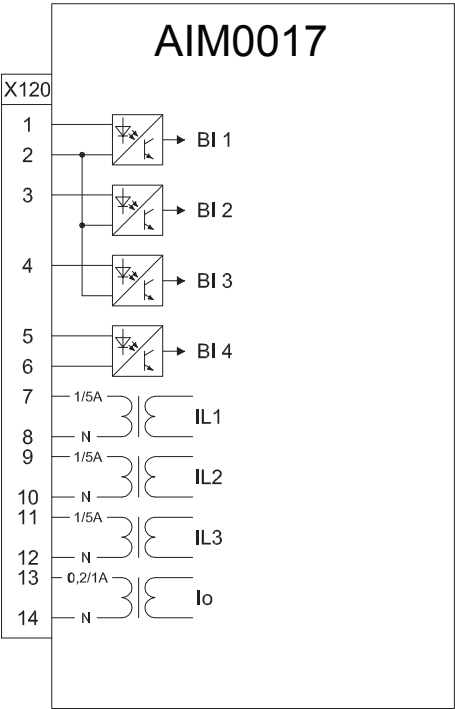 AIM0017
X120
1
2
BI 1
3
BI 2
4
BI 3
5
BI 4
6
7
1/5A
IL1
8
N
9
1/5A
IL2
10
N
11
1/5A
IL3
12
N
13
0,2/1A
Io
14
N